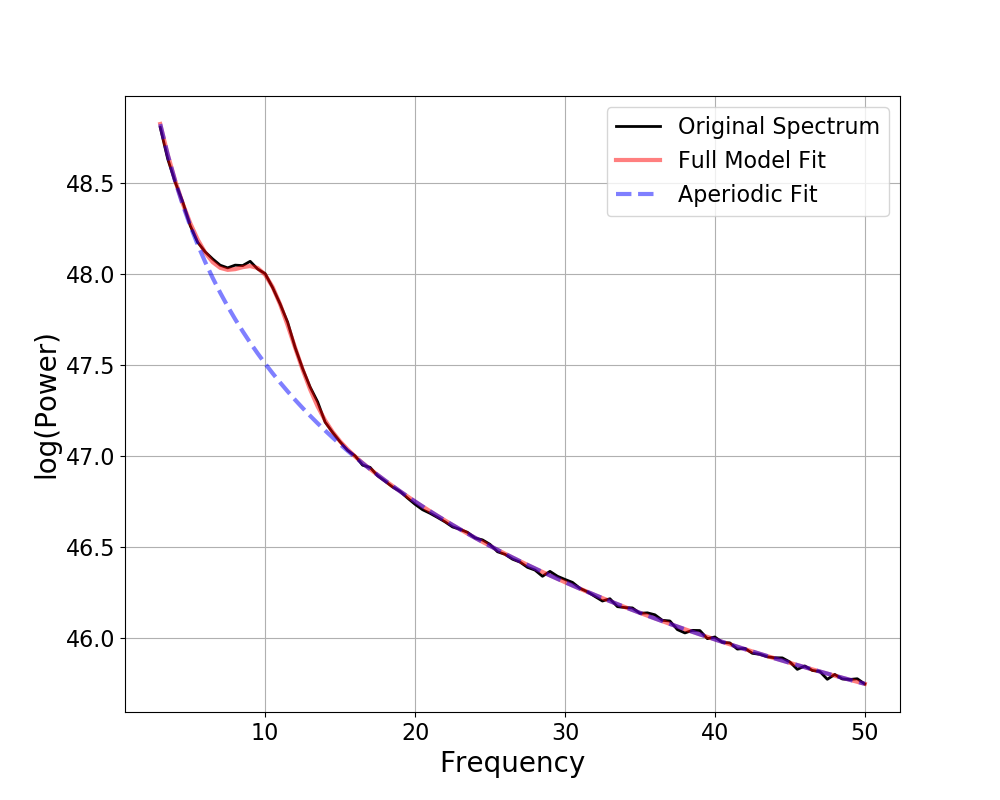 Original Spectrum
Full Model Fit
Aperiodic Fit
log(Power)
48.5
48.0
47.5
47.0
46.5
46.0
10 20 30 40 50
Frequency